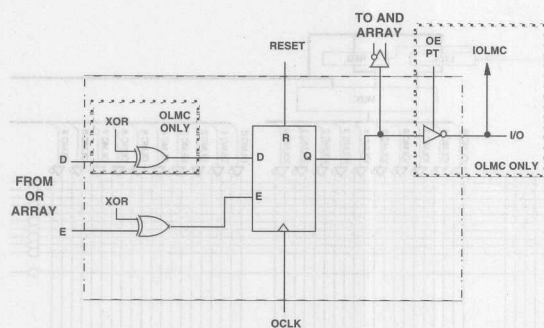 TO AND
ARRAY
OE
PT
IOLMC
RESET
OLMC
ONLY
XOR
D
D
R
Q
I/O
OLMC ONLY
FROM
OR
ARRAY
XOR
E
E
OCLK